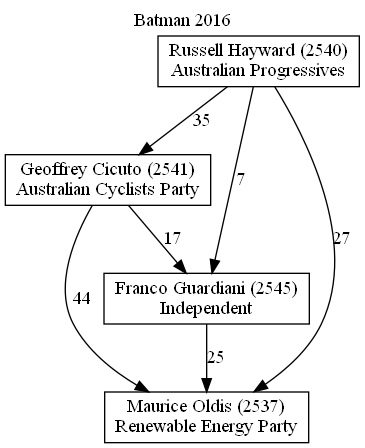 Batman 2016
Russell Hayward (2540)
Australian Progressives
35
Geoffrey Cicuto (2541)
Australian Cyclists Party
7
17
27
Franco Guardiani (2545)
Independent
44
25
Maurice Oldis (2537)
Renewable Energy Party